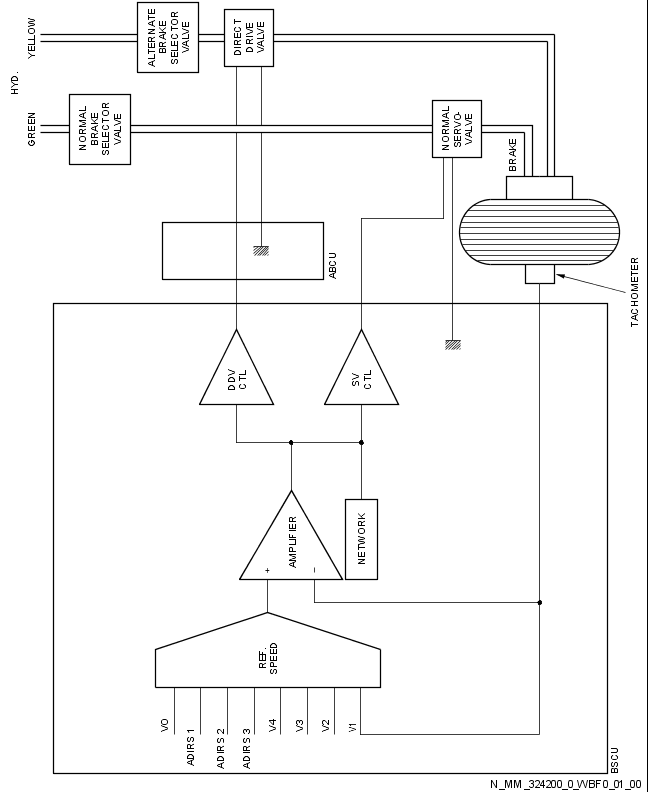 HYD.
YELLOW
GREEN
ALTERNATE
BRAKE
SELECTOR
VALVE
DIRECT
DRIVE
VALVE
NORMAL
BRAKE
SELECTOR
VALVE
NORMAL
SERVO-
VALVE
BRAKE
TACHOMETER
ABCU
DDV
CTL
SV
CTL
AMPLIFIER
+
−
NETWORK
REF.
SPEED
V0
ADIRS 1
ADIRS 2
ADIRS 3
V4
V3
V2
V1
BSCU
N_MM_324200_0_WBF0_01_00